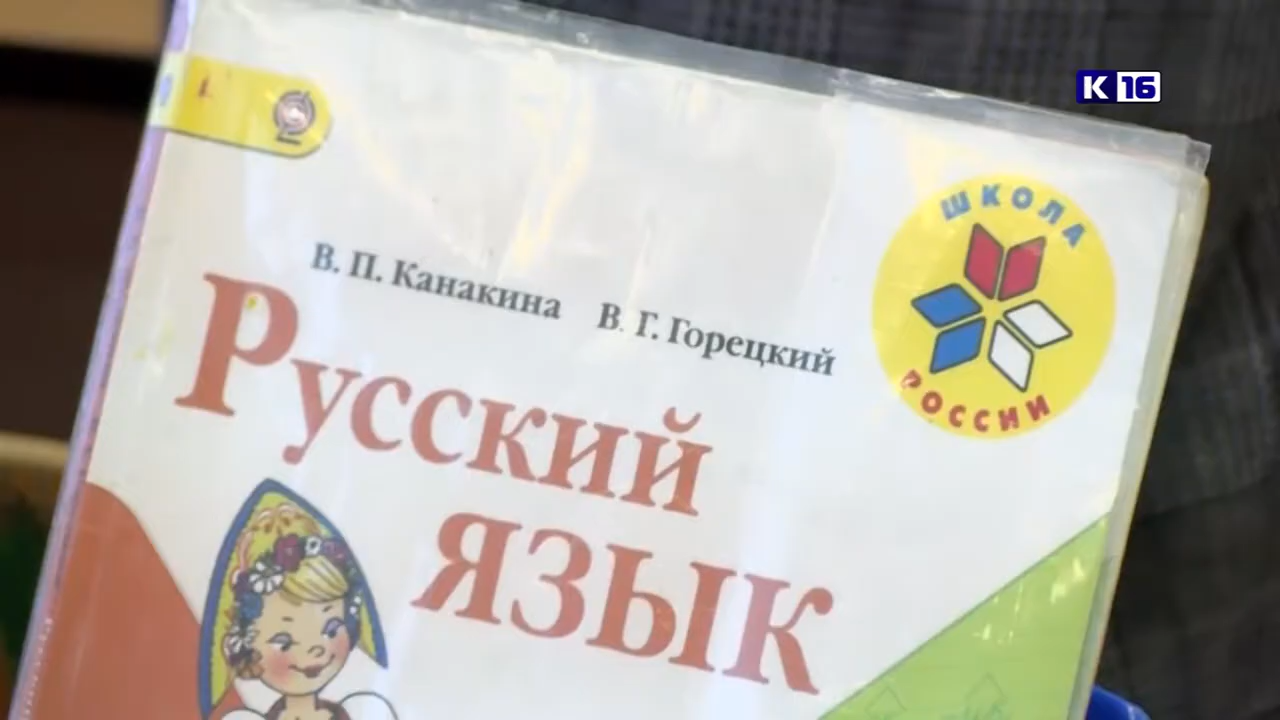 К 16
ШКОЛА
РОССИИ
В. П. Канакина В. Г. Горецкий
Русский
язык